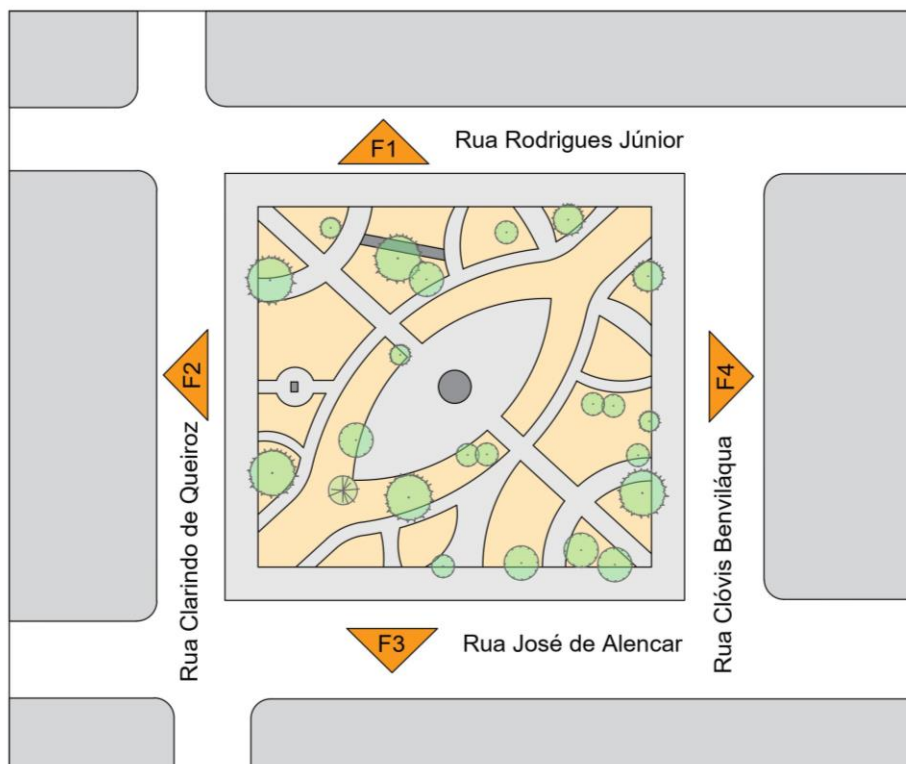 F1
Rua Rodrigues Júnior
F2
F4
Rua Clarindo de Queiroz
Rua Clóvis Benviláqua
F3
Rua José de Alencar